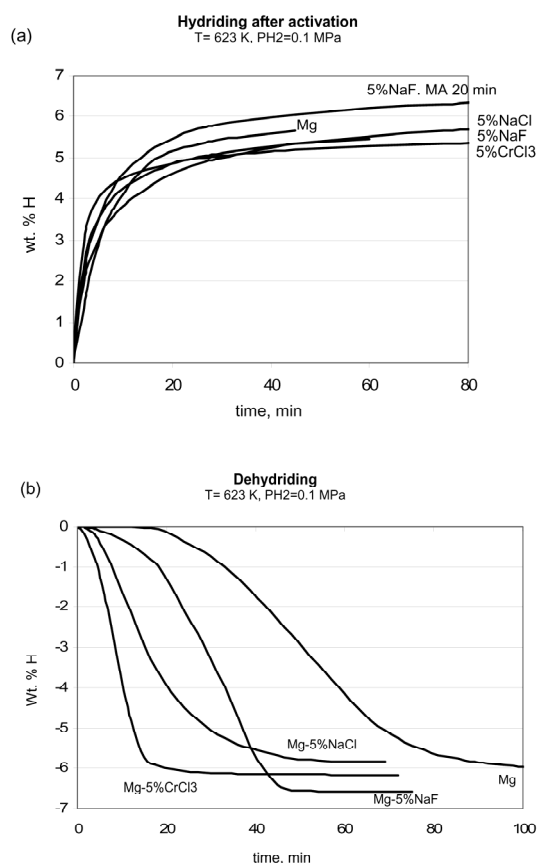 (a)
Hydriding after activation
T= 623 K, PH2=0.1 MPa
7
6
5
4
3
2
1
0
wt. % H
5%NaF. MA 20 min
Mg
5%NaCl
5%NaF
5%CrCl3
0 20 40 60 80
time, min
(b)
Dehydriding
T= 623 K, PH2=0.1 MPa
0
-1
-2
-3
-4
-5
-6
-7
Wt. % H
Mg-5%NaCl
Mg-5%CrCl3
Mg-5%NaF
Mg
0 20 40 60 80 100
time, min